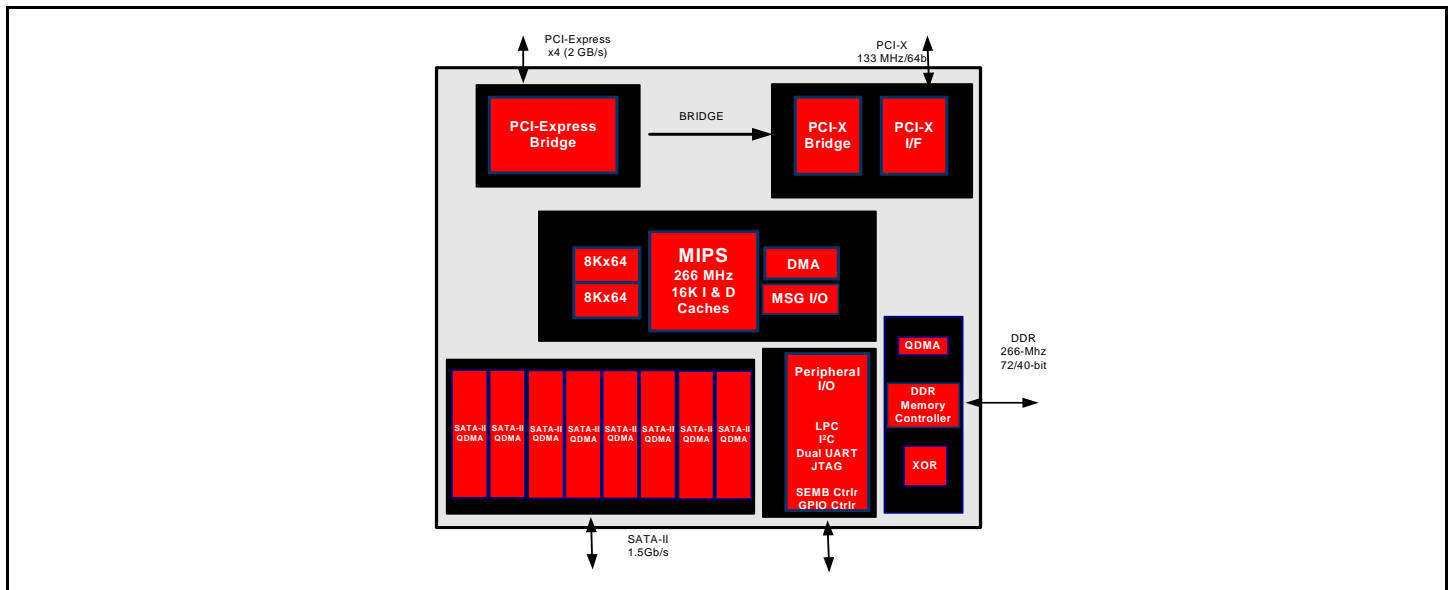 PCI-Express
x4 (2 GB/s)
PCI-X
133 MHz/64b
PCI-Express
Bridge
BRIDGE
PCI-X
Bridge
PCI-X
I/F
8Kx64
8Kx64
MIPS
266 MHz
16K I & D
Caches
DMA
MSG I/O
QDMA
DDR
Memory
Controller
XOR
DDR
266-Mhz
72/40-bit
SATA-II
QDMA
SATA-II
QDMA
SATA-II
QDMA
SATA-II
QDMA
SATA-II
QDMA
SATA-II
QDMA
SATA-II
QDMA
SATA-II
QDMA
Peripheral
I/O
LPC
I²C
Dual UART
JTAG
SEMB Ctrlr
GPIO Ctrlr
SATA-II
1.5Gb/s